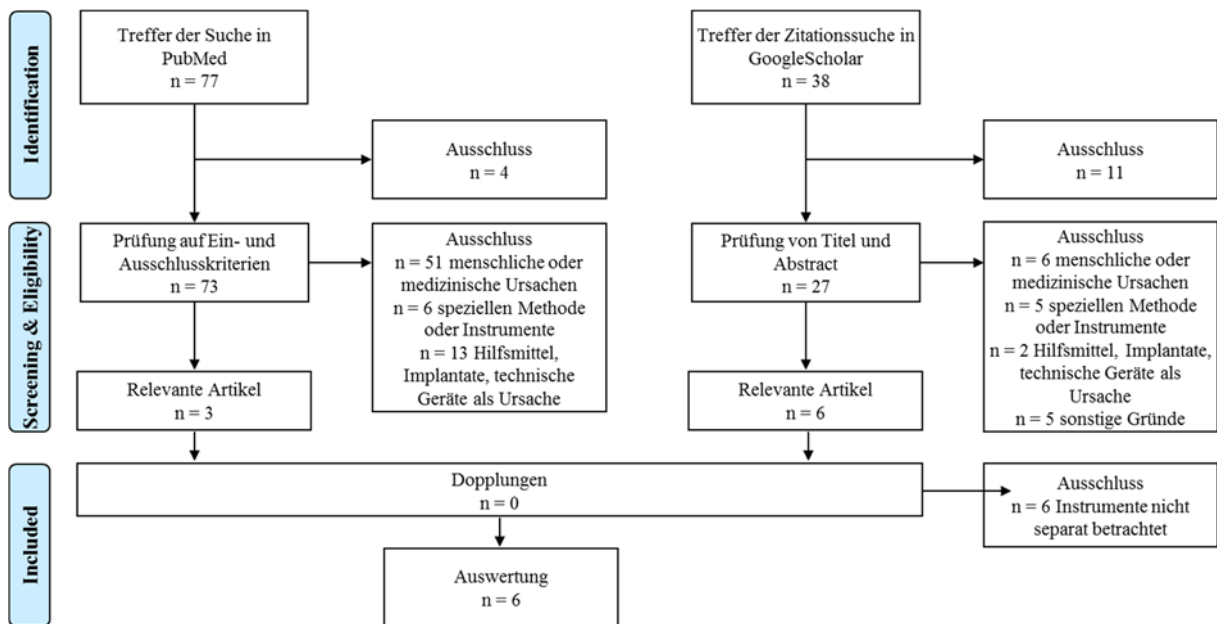 Identification
Treffer der Suche in
PubMed
n = 77
Treffer der Zitationssuche in
GoogleScholar
n = 38
Ausschluss
n = 4
Ausschluss
n = 11
Screening & Eligibility
Prüfung auf Ein- und
Ausschlusskriterien
n = 73
Ausschluss
n = 51 menschliche oder
medizinische Ursachen
n = 6 speziellen Methode
oder Instrumente
n = 13 Hilfsmittel,
Implantate, technische
Geräte als Ursache
Prüfung von Titel und
Abstract
n = 27
Ausschluss
n = 6 menschliche oder
medizinische Ursachen
n = 5 speziellen Methode
oder Instrumente
n = 2 Hilfsmittel, Implantate,
technische Geräte als
Ursache
n = 5 sonstige Gründe
Relevante Artikel
n = 3
Relevante Artikel
n = 6
Included
Dopplungen
n = 0
Ausschluss
n = 6 Instrumente nicht
separat betrachtet
Auswertung
n = 6